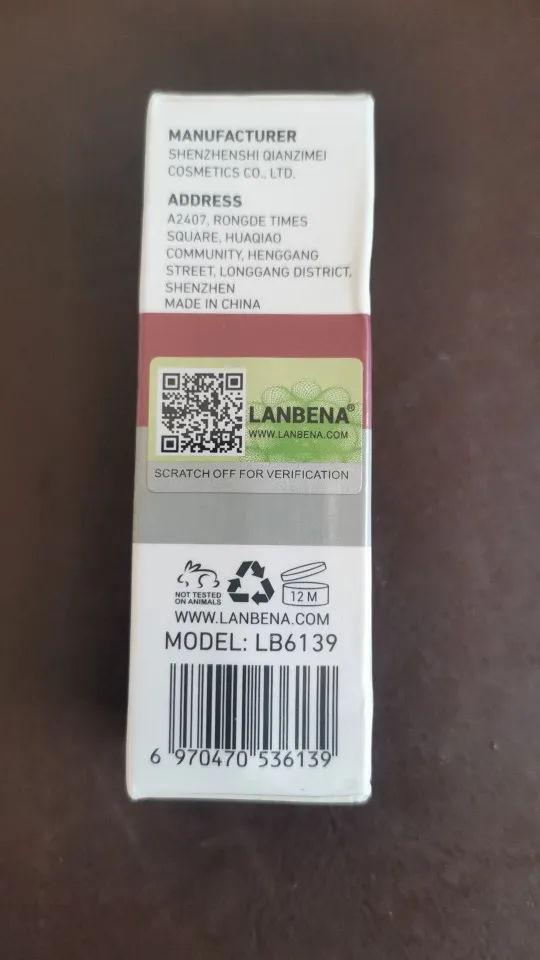 MANUFACTURER
SHENZHENSHI QIANZIMEI
COSMETICS CO., LTD.
ADDRESS
A2407, RONGDE TIMES
SQUARE, HUAQIAO
COMMUNITY, HENGGANG
STREET, LONGGANG DISTRICT,
SHENZHEN
MADE IN CHINA
LANBENA®
WWW.LANBENA.COM
SCRATCH OFF FOR VERIFICATION
NOT TESTED
ON ANIMALS
12 M
WWW.LANBENA.COM
MODEL: LB6139
6 970470 536139